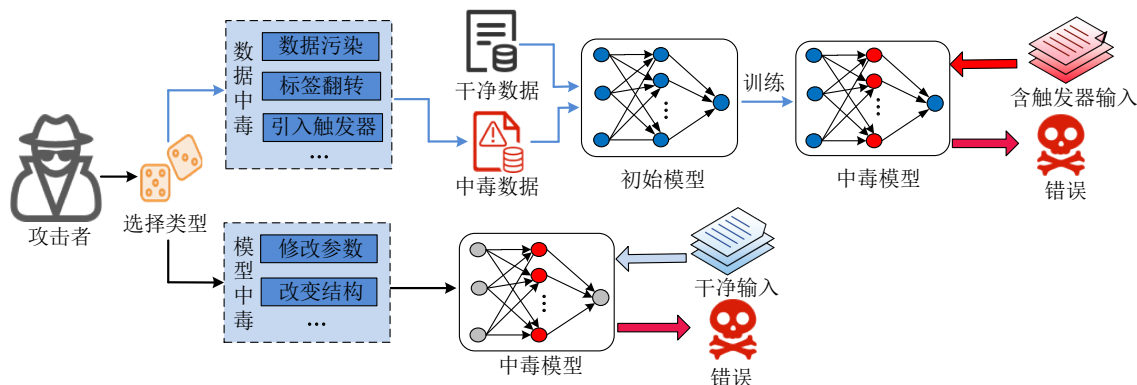 攻击者
选择类型
数据中毒
数据污染
标签翻转
引入触发器
...
干净数据
中毒数据
初始模型
训练
中毒模型
含触发器输入
错误
模型中毒
修改参数
改变结构
...
中毒模型
干净输入
错误